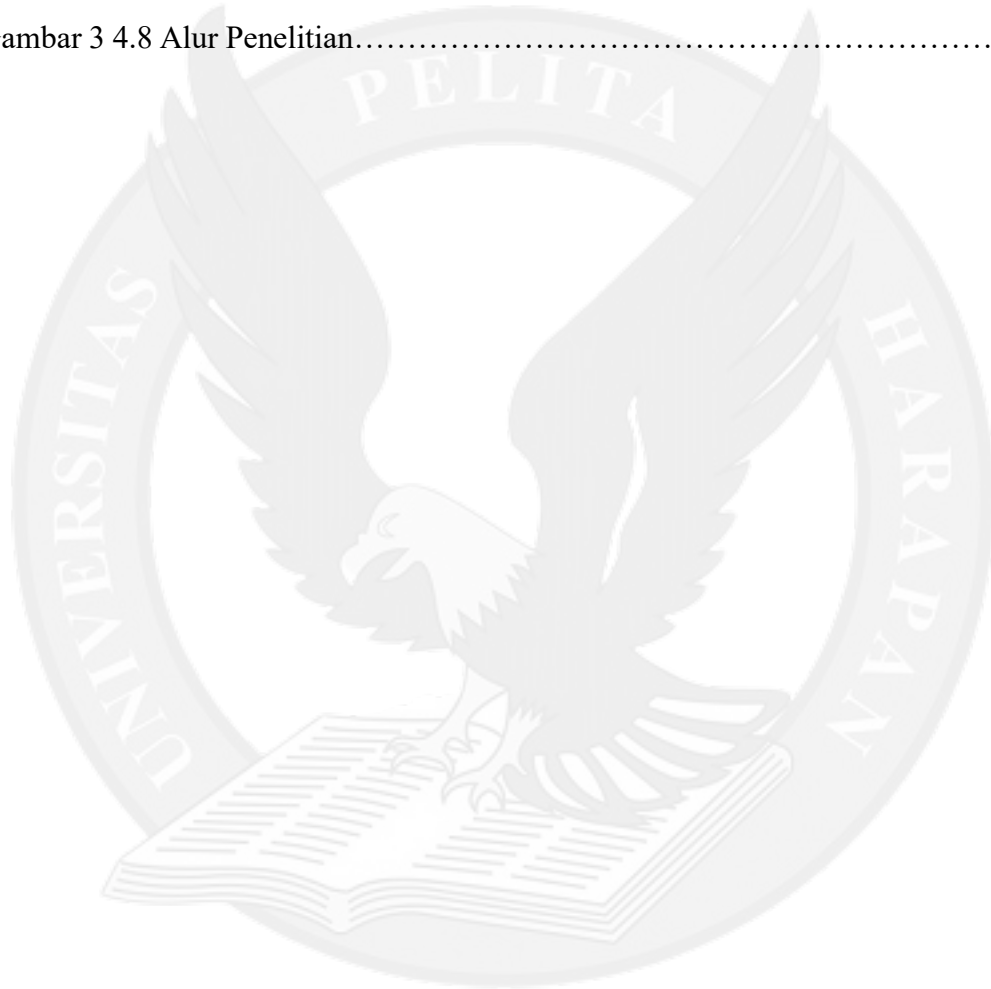 ambar 3 4.8 Alur Penelitian……………………………………………………
PELITA
UNIVERSITAS
HARAPAN